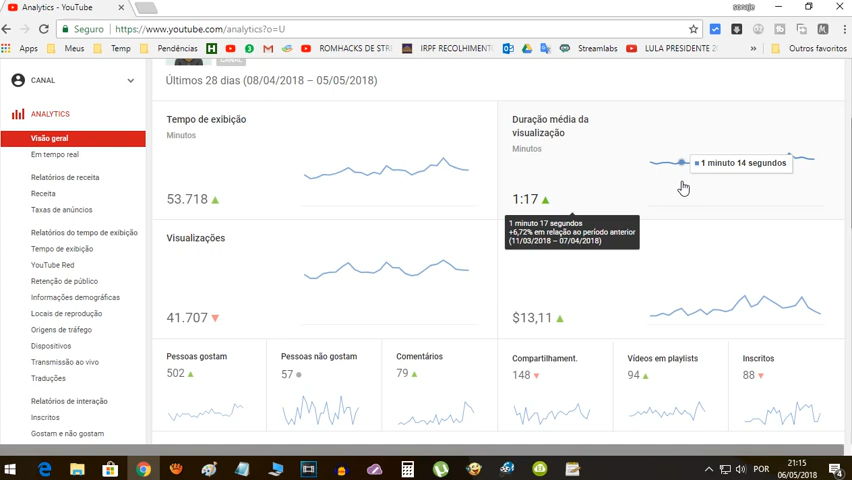 Analytics - YouTube
sonaje
Seguro
https://www.youtube.com/analytics?o=U
Apps
Meus
Temp
Pendências
ROMHACKS DE STR
IRPF RECOLHIMENTO
Streamlabs
LULA PRESIDENTE 2
Outros favoritos
CANAL
CANAL
Últimos 28 dias (08/04/2018 – 05/05/2018)
ANALYTICS
Visão geral
Em tempo real
Relatórios de receita
Receita
Taxas de anúncios
Relatórios do tempo de exibição
Tempo de exibição
YouTube Red
Retenção de público
Informações demográficas
Locais de reprodução
Origens de tráfego
Dispositivos
Transmissão ao vivo
Traduções
Relatórios de interação
Inscritos
Gostam e não gostam
Tempo de exibição
Minutos
53.718
Duração média da
visualização
Minutos
1:17
1 minuto 14 segundos
1 minuto 17 segundos
+6,72% em relação ao período anterior
(11/03/2018 – 07/04/2018)
Visualizações
41.707
$13,11
Pessoas gostam
502
Pessoas não gostam
57
Comentários
79
Compartilhament.
148
Vídeos em playlists
94
Inscritos
88
POR
21:15
06/05/2018
4